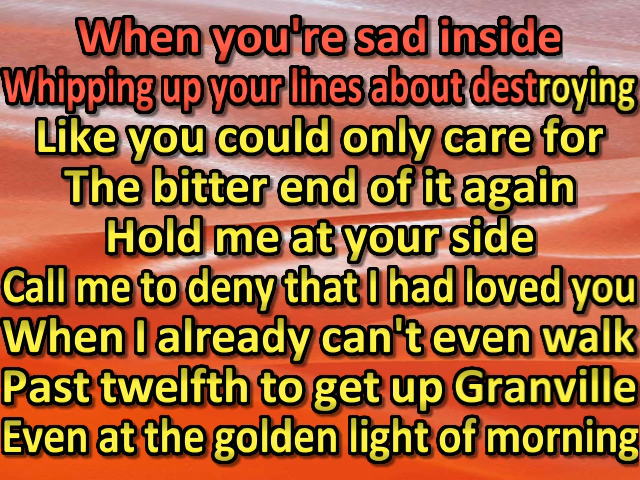 When you're sad inside
Whipping up your lines about destroying
Like you could only care for
The bitter end of it again
Hold me at your side
Call me to deny that I had loved you
When I already can't even walk
Past twelfth to get up Granville
Even at the golden light of morning